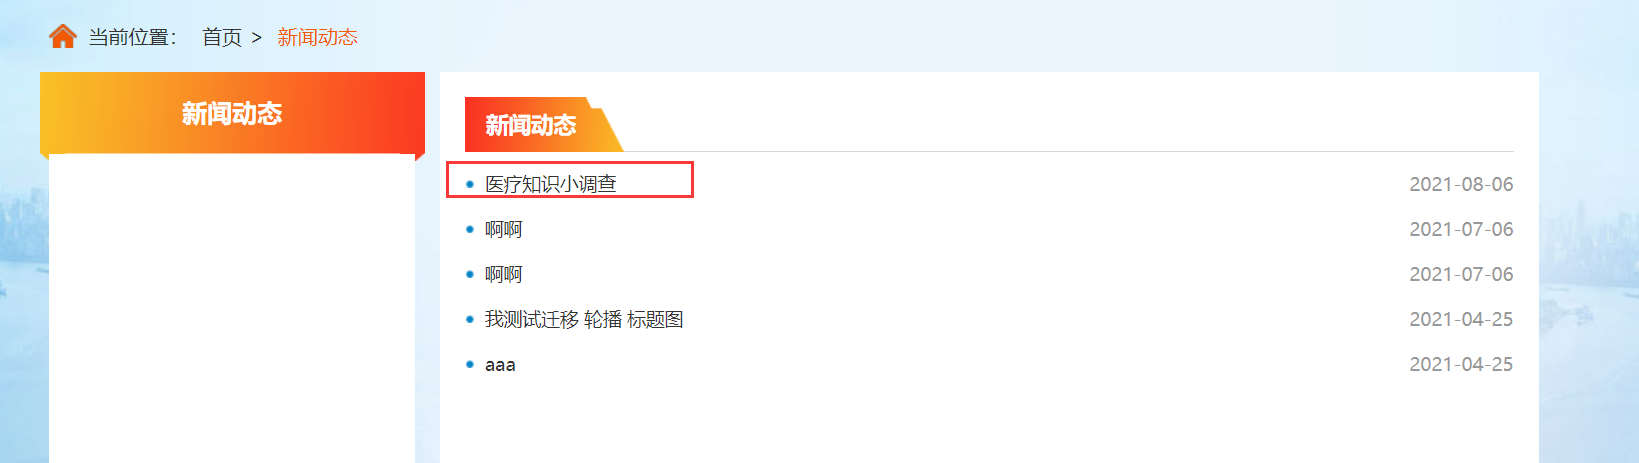 当前位置： 首页 > 新闻动态
新闻动态
新闻动态
医疗知识小调查 2021-08-06
啊啊 2021-07-06
啊啊 2021-07-06
我测试迁移 轮播 标题图 2021-04-25
aaa 2021-04-25